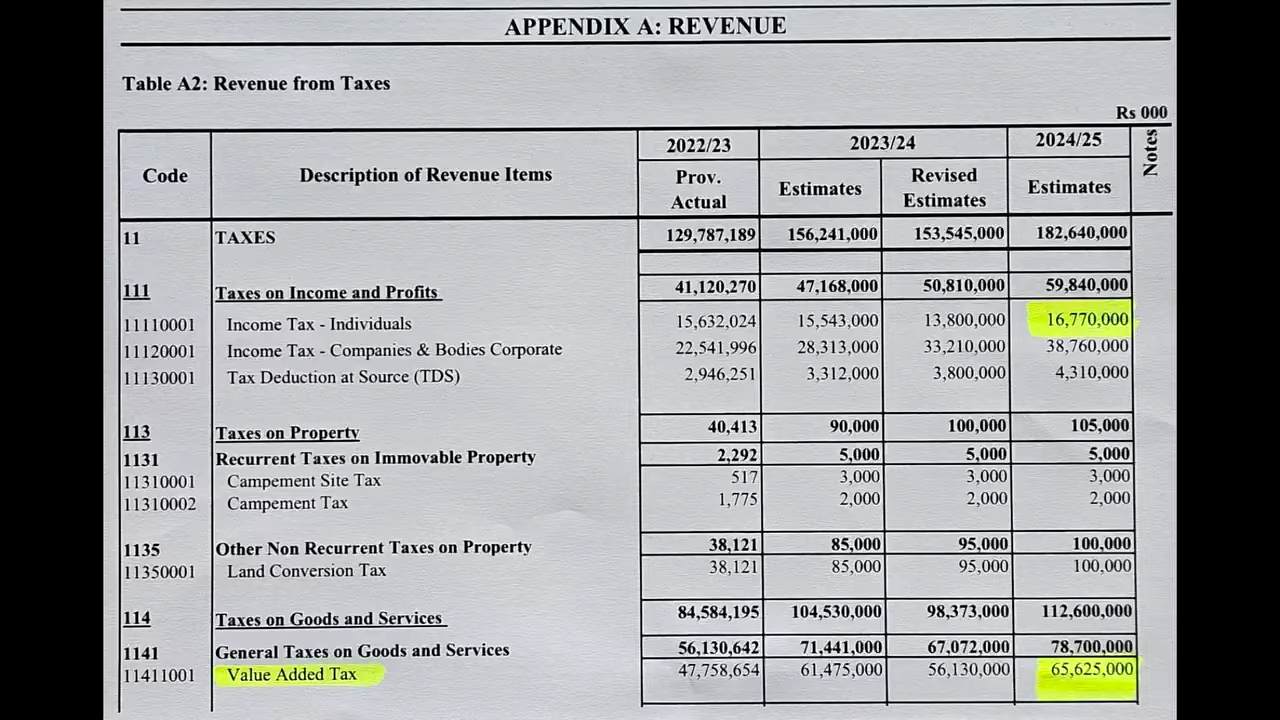 APPENDIX A: REVENUE
Table A2: Revenue from Taxes
Rs 000
Code Description of Revenue Items 2022/23 2023/24 2024/25 Notes
Prov. Actual Estimates Revised Estimates Estimates
11 TAXES 129,787,189 156,241,000 153,545,000 182,640,000
111 Taxes on Income and Profits 41,120,270 47,168,000 50,810,000 59,840,000
11110001 Income Tax - Individuals 15,632,024 15,543,000 13,800,000 16,770,000
11120001 Income Tax - Companies & Bodies Corporate 22,541,996 28,313,000 33,210,000 38,760,000
11130001 Tax Deduction at Source (TDS) 2,946,251 3,312,000 3,800,000 4,310,000
113 Taxes on Property 40,413 90,000 100,000 105,000
1131 Recurrent Taxes on Immovable Property 2,292 5,000 5,000 5,000
11310001 Campement Site Tax 517 3,000 3,000 3,000
11310002 Campement Tax 1,775 2,000 2,000 2,000
1135 Other Non Recurrent Taxes on Property 38,121 85,000 95,000 100,000
11350001 Land Conversion Tax 38,121 85,000 95,000 100,000
114 Taxes on Goods and Services 84,584,195 104,530,000 98,373,000 112,600,000
1141 General Taxes on Goods and Services 56,130,642 71,441,000 67,072,000 78,700,000
11411001 Value Added Tax 47,758,654 61,475,000 56,130,000 65,625,000